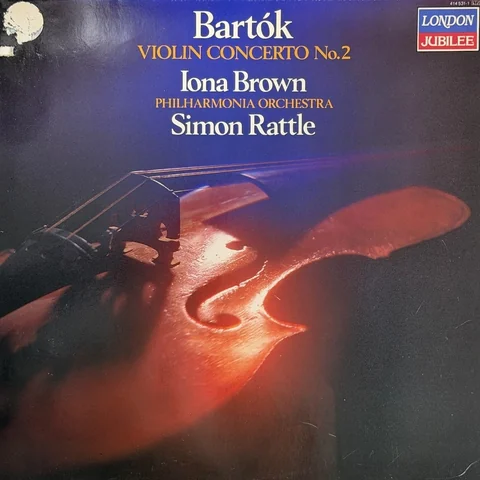 Bartók
VIOLIN CONCERTO No.2
Iona Brown
PHILHARMONIA ORCHESTRA
Simon Rattle
LONDON
JUBILEE